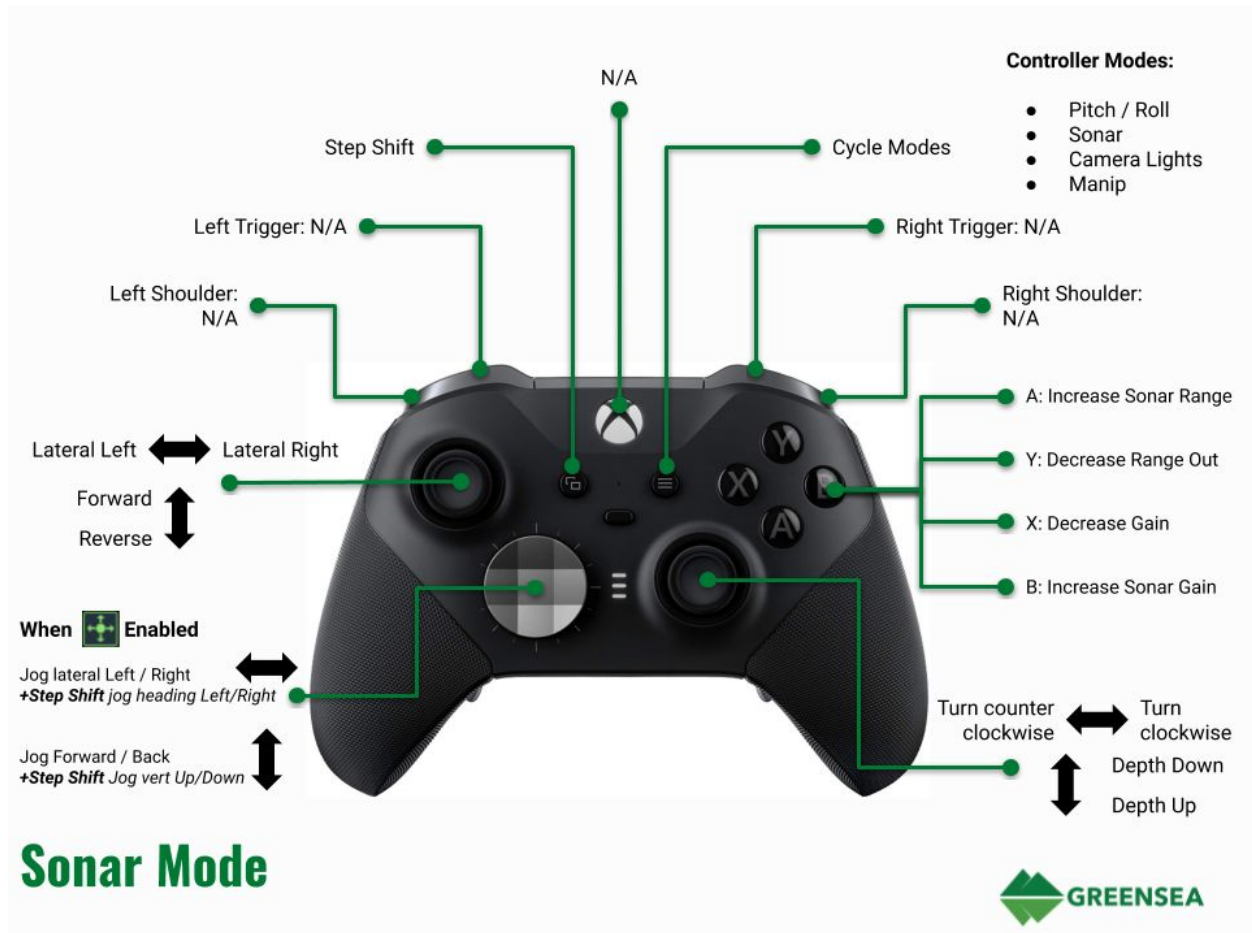 N/A
Controller Modes:
● Pitch / Roll
● Sonar
● Camera Lights
● Manip
Step Shift
Cycle Modes
Left Trigger: N/A
Right Trigger: N/A
Left Shoulder:
N/A
Right Shoulder:
N/A
A: Increase Sonar Range
Y: Decrease Range Out
X: Decrease Gain
B: Increase Sonar Gain
Lateral Left
Lateral Right
Forward
Reverse
Y
X
B
A
When Enabled
Jog lateral Left / Right
+Step Shift jog heading Left/Right
Jog Forward / Back
+Step Shift Jog vert Up/Down
Turn counter
clockwise
Turn
clockwise
Depth Down
Depth Up
Sonar Mode
GREENSEA